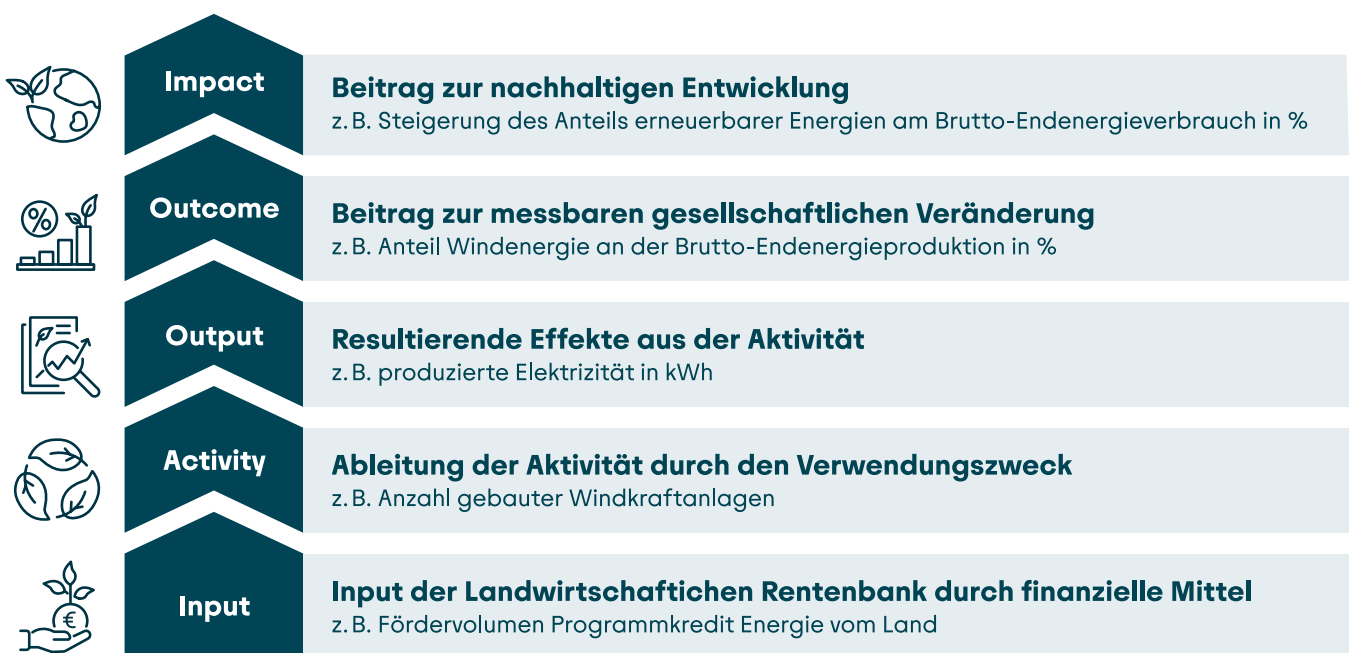 Impact
Beitrag zur nachhaltigen Entwicklung
z. B. Steigerung des Anteils erneuerbarer Energien am Brutto-Endenergieverbrauch in %
Outcome
Beitrag zur messbaren gesellschaftlichen Veränderung
z. B. Anteil Windenergie an der Brutto-Endenergieproduktion in %
%
Output
Resultierende Effekte aus der Aktivität
z. B. produzierte Elektrizität in kWh
Activity
Ableitung der Aktivität durch den Verwendungszweck
z. B. Anzahl gebauter Windkraftanlagen
Input
Input der Landwirtschaftichen Rentenbank durch finanzielle Mittel
z. B. Fördervolumen Programmkredit Energie vom Land
€